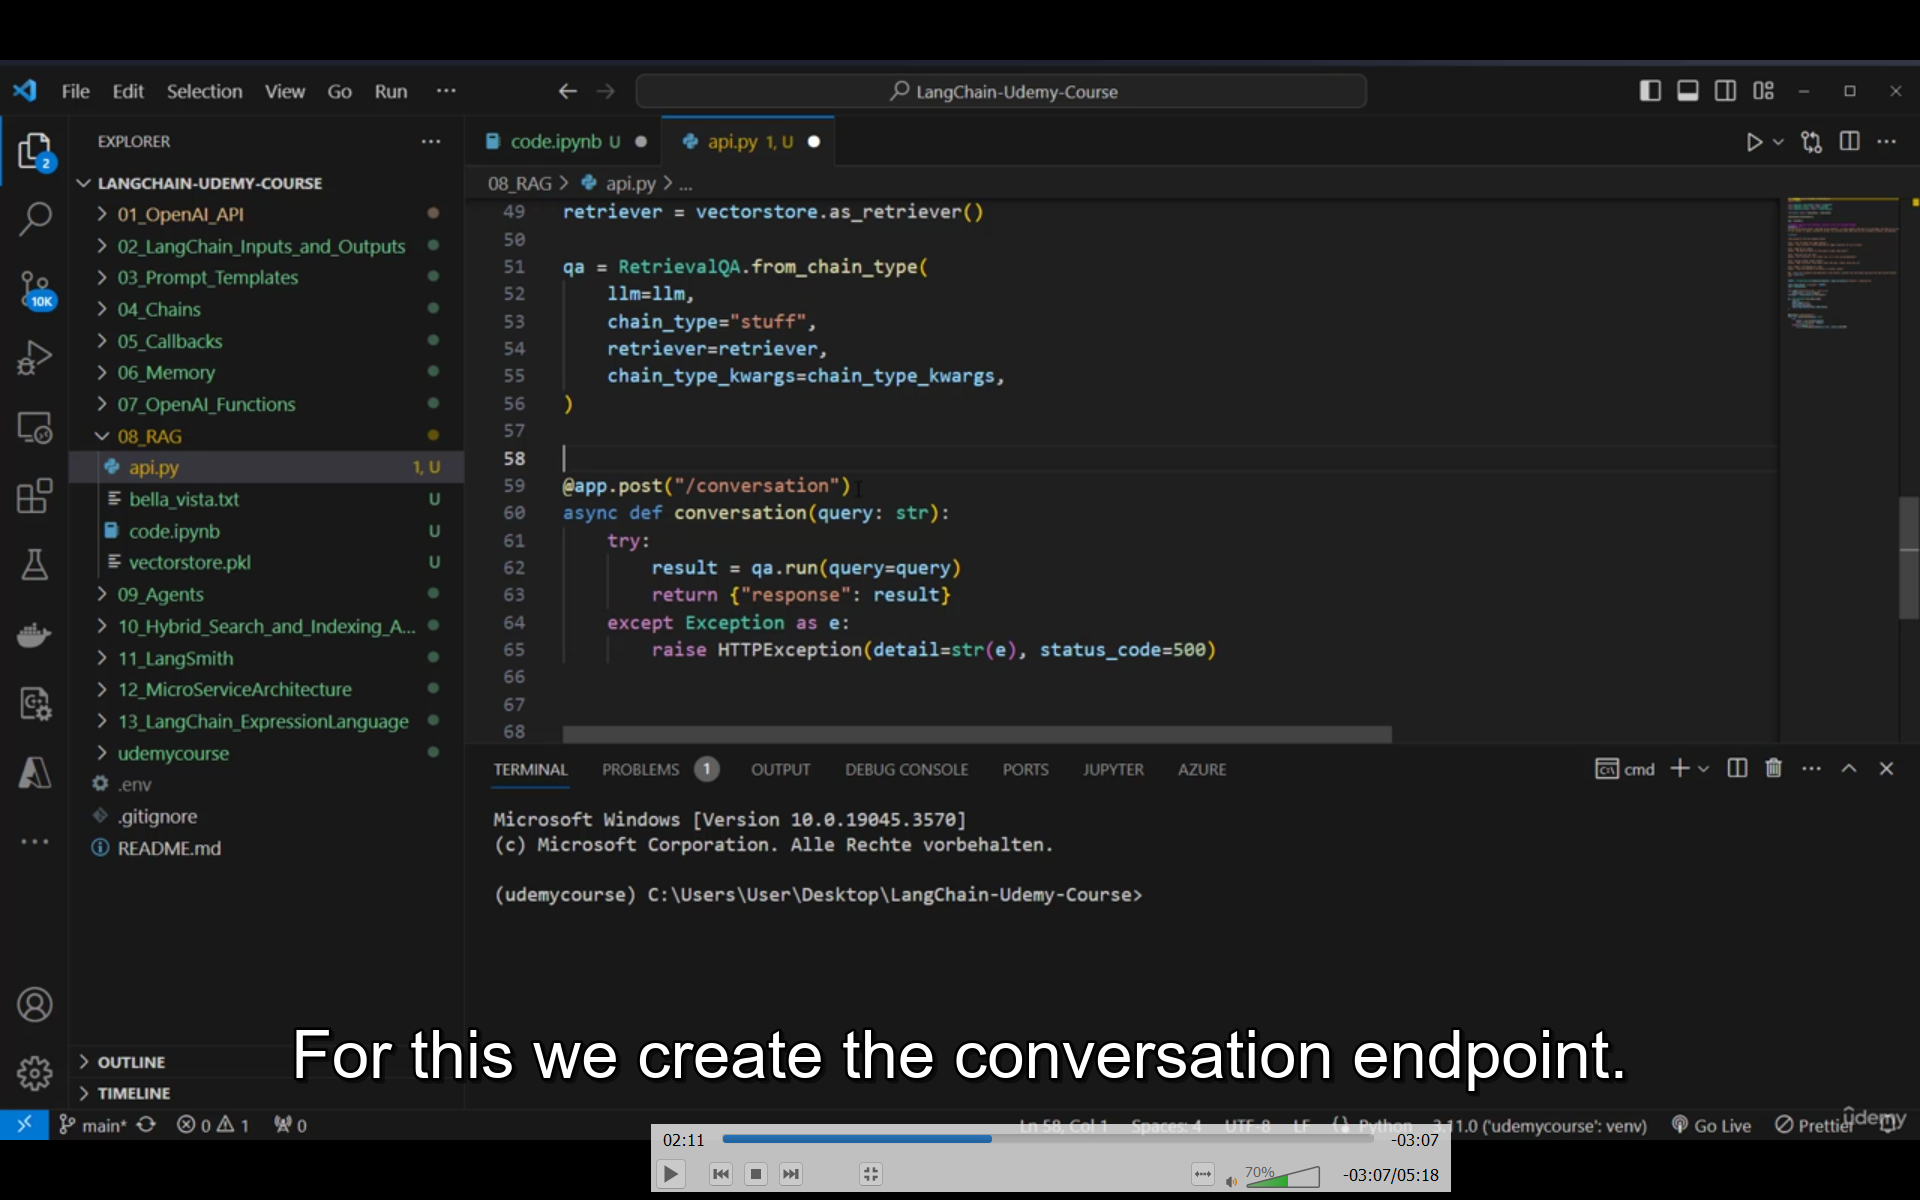 File Edit Selection View Go Run ··· LangChain-Udemy-Course
EXPLORER ···
code.ipynb U api.py 1, U
LANGCHAIN-UDEMY-COURSE
08_RAG > api.py > ...
01_OpenAI_API
02_LangChain_Inputs_and_Outputs
03_Prompt_Templates
04_Chains
05_Callbacks
06_Memory
07_OpenAI_Functions
08_RAG
api.py 1, U
bella_vista.txt U
code.ipynb U
vectorstore.pkl U
09_Agents
10_Hybrid_Search_and_Indexing_A...
11_LangSmith
12_MicroServiceArchitecture
13_LangChain_ExpressionLanguage
udemycourse
.env
.gitignore
README.md
OUTLINE
TIMELINE
2
10K
49 retriever = vectorstore.as_retriever()
50
51 qa = RetrievalQA.from_chain_type(
52 llm=llm,
53 chain_type="stuff",
54 retriever=retriever,
55 chain_type_kwargs=chain_type_kwargs,
56 )
57
58
59 @app.post("/conversation")
60 async def conversation(query: str):
61 try:
62 result = qa.run(query=query)
63 return {"response": result}
64 except Exception as e:
65 raise HTTPException(detail=str(e), status_code=500)
66
67
68
TERMINAL PROBLEMS 1 OUTPUT DEBUG CONSOLE PORTS JUPYTER AZURE cmd
Microsoft Windows [Version 10.0.19045.3570]
(c) Microsoft Corporation. Alle Rechte vorbehalten.
(udemycourse) C:\Users\User\Desktop\LangChain-Udemy-Course>
For this we create the conversation endpoint.
main* 0 1 0 Ln 58, Col 1 Spaces: 4 UTF-8 LF Python 3.11.0 ('udemycourse': venv) Go Live Prettier
udemy
02:11 -03:07
70% -03:07/05:18